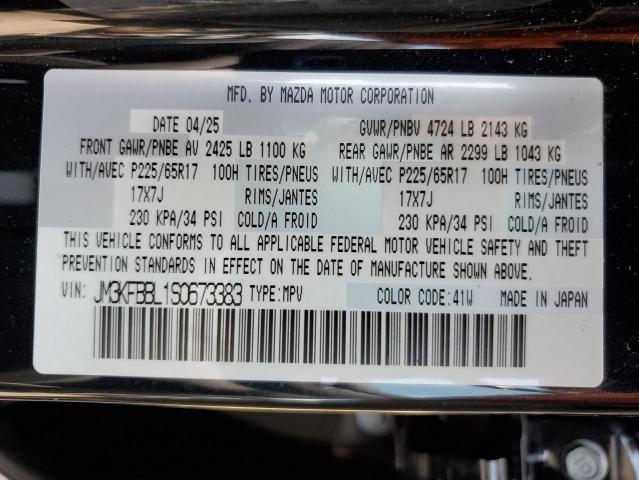 MFD. BY MAZDA MOTOR CORPORATION
DATE 04/25 GVWR/PNBV 4724 LB 2143 KG
FRONT GAWR/PNBE AV 2425 LB 1100 KG REAR GAWR/PNBE AR 2299 LB 1043 KG
WITH/AVEC P225/65R17 100H TIRES/PNEUS WITH/AVEC P225/65R17 100H TIRES/PNEUS
17X7J RIMS/JANTES 17X7J RIMS/JANTES
230 KPA/34 PSI COLD/A FROID 230 KPA/34 PSI COLD/A FROID
THIS VEHICLE CONFORMS TO ALL APPLICABLE FEDERAL MOTOR VEHICLE SAFETY AND THEFT
PREVENTION STANDARDS IN EFFECT ON THE DATE OF MANUFACTURE SHOWN ABOVE.
VIN: JM3KFBBL1S0673383 TYPE:MPV COLOR CODE:41W MADE IN JAPAN